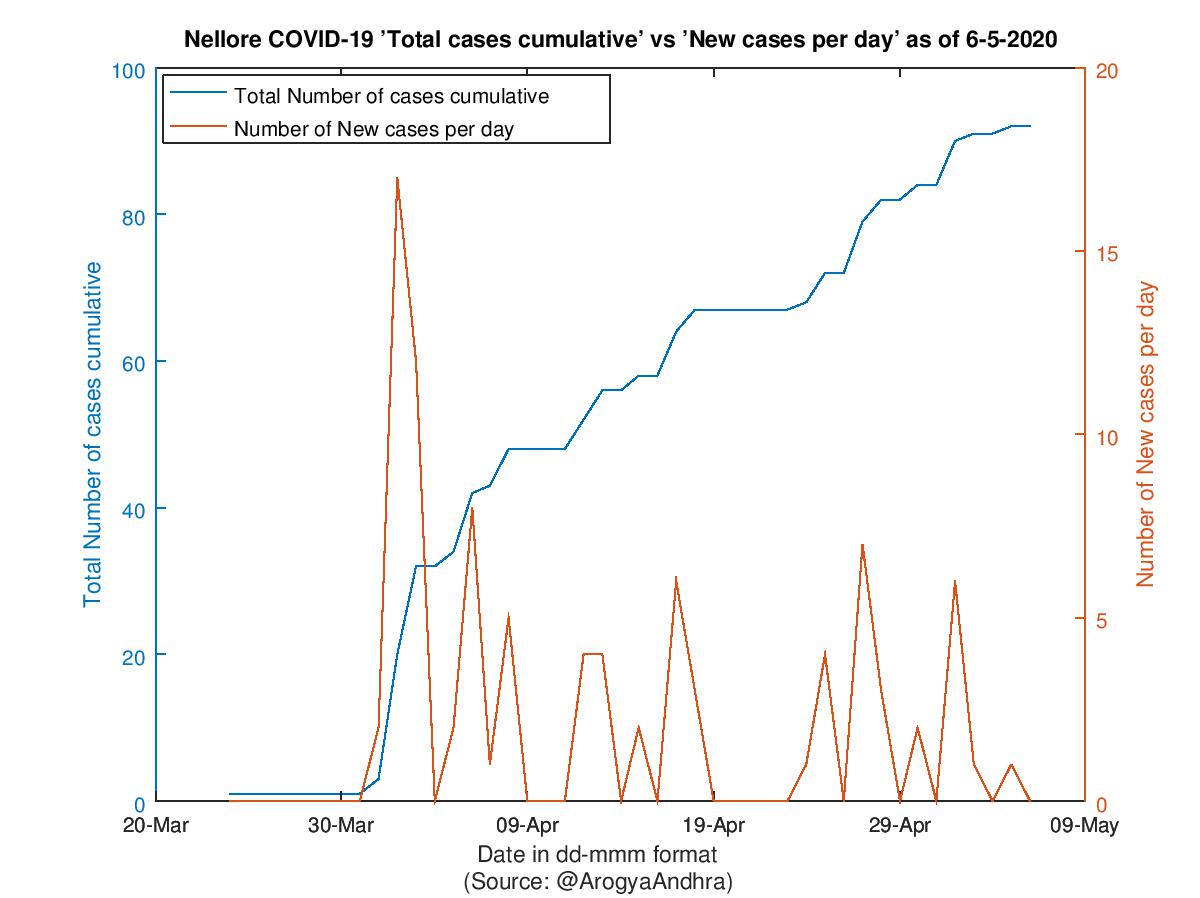 Nellore COVID-19 ’Total cases cumulative’ vs ’New cases per day’ as of 6-5-2020
Total Number of cases cumulative
Number of New cases per day
100
80
60
40
20
0
Total Number of cases cumulative
20
15
10
5
0
Number of New cases per day
20-Mar 30-Mar 09-Apr 19-Apr 29-Apr 09-May
Date in dd-mmm format
(Source: @ArogyaAndhra)